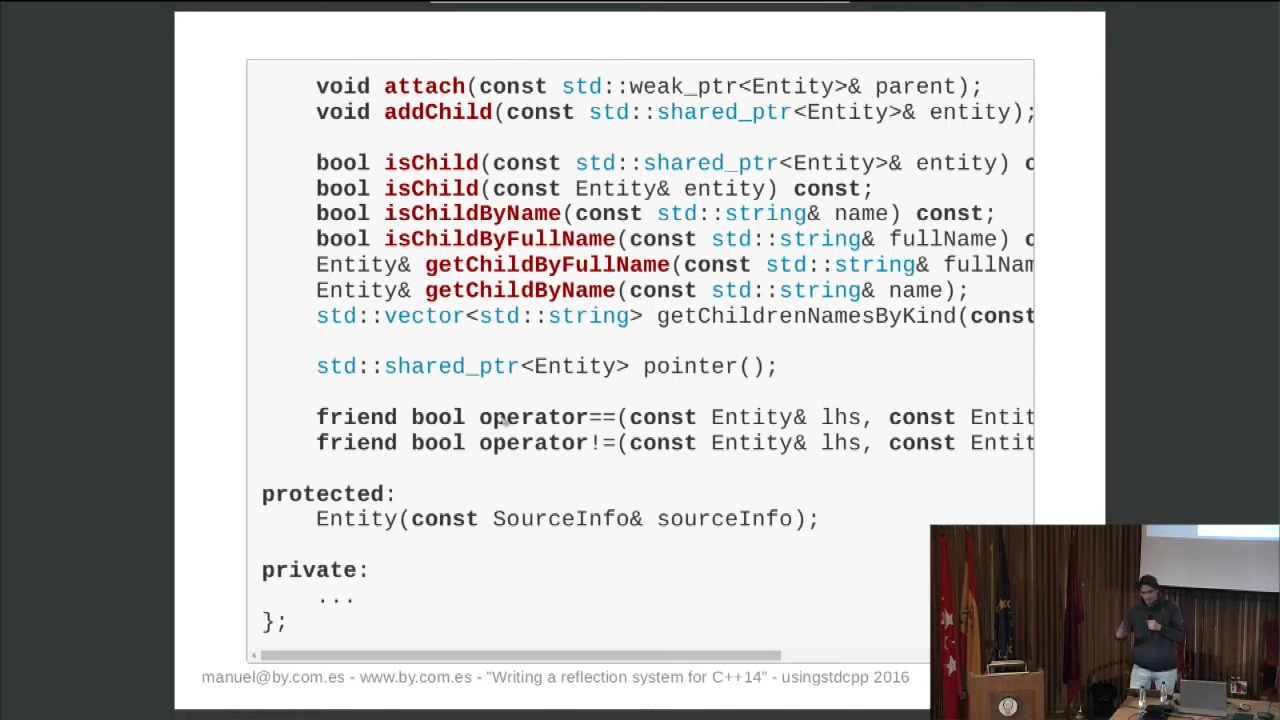 void attach(const std::weak_ptr<Entity>& parent);
void addChild(const std::shared_ptr<Entity>& entity);
bool isChild(const std::shared_ptr<Entity>& entity) c
bool isChild(const Entity& entity) const;
bool isChildByName(const std::string& name) const;
bool isChildByFullName(const std::string& fullName) c
Entity& getChildByFullName(const std::string& fullNam
Entity& getChildByName(const std::string& name);
std::vector<std::string> getChildrenNamesByKind(const
std::shared_ptr<Entity> pointer();
friend bool operator==(const Entity& lhs, const Entit
friend bool operator!=(const Entity& lhs, const Entit
protected:
Entity(const SourceInfo& sourceInfo);
private:
...
};
manuel@by.com.es - www.by.com.es - "Writing a reflection system for C++14" - usingstdcpp 2016